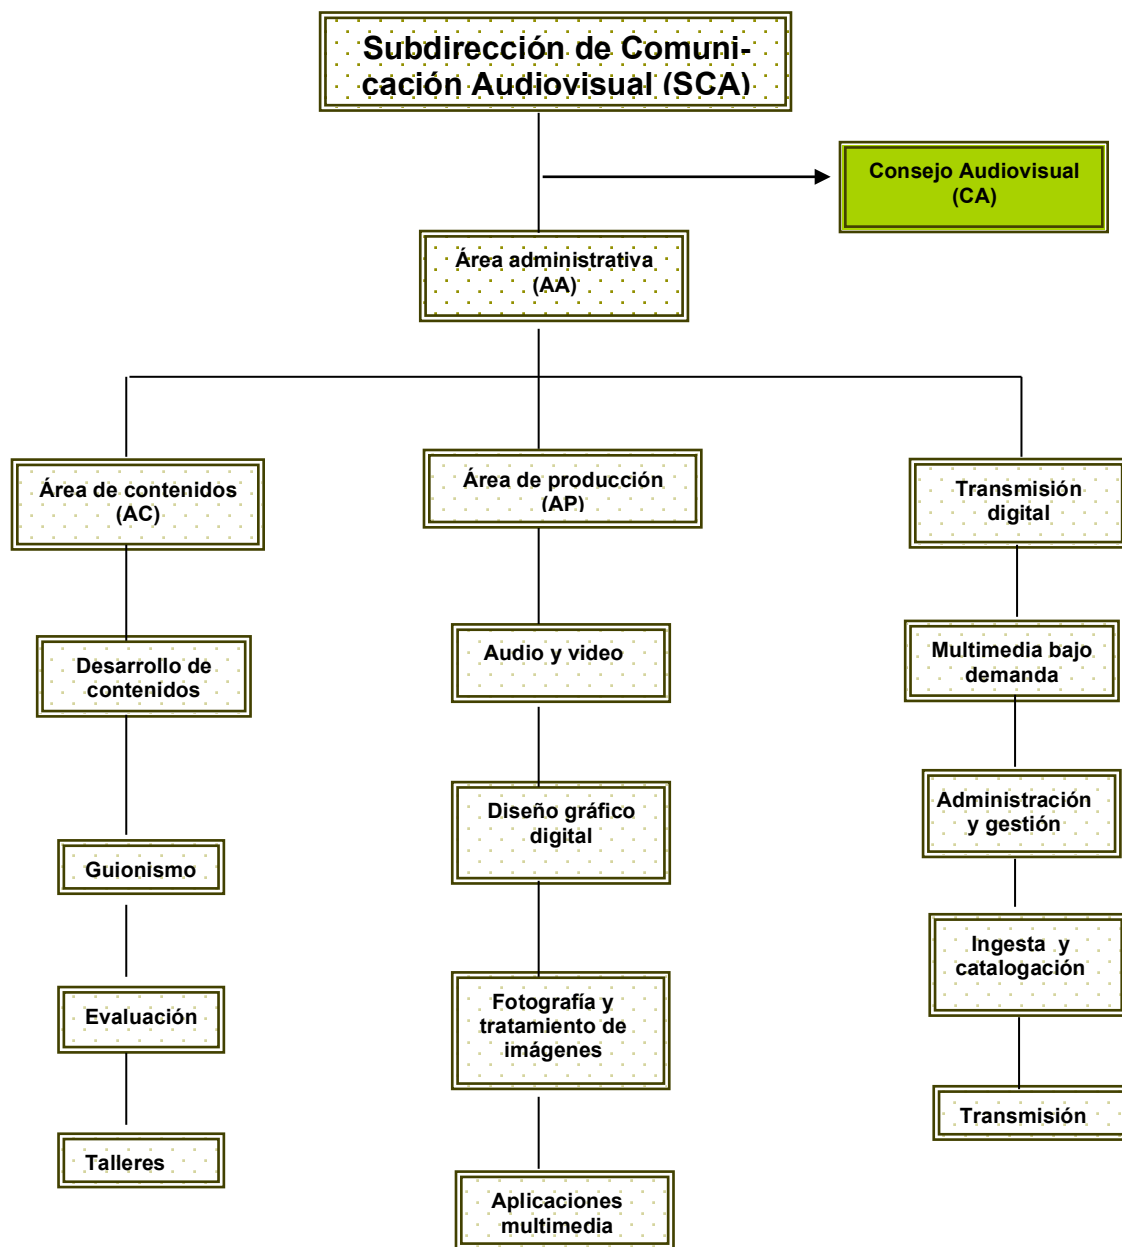 Subdirección de Comuni-
cación Audiovisual (SCA)
Consejo Audiovisual
(CA)
Área administrativa
(AA)
Área de contenidos
(AC)
Desarrollo de
contenidos
Guionismo
Evaluación
Talleres
Área de producción
(AP)
Audio y video
Diseño gráfico
digital
Fotografía y
tratamiento de
imágenes
Aplicaciones
multimedia
Transmisión
digital
Multimedia bajo
demanda
Administración
y gestión
Ingesta  y
catalogación
Transmisión